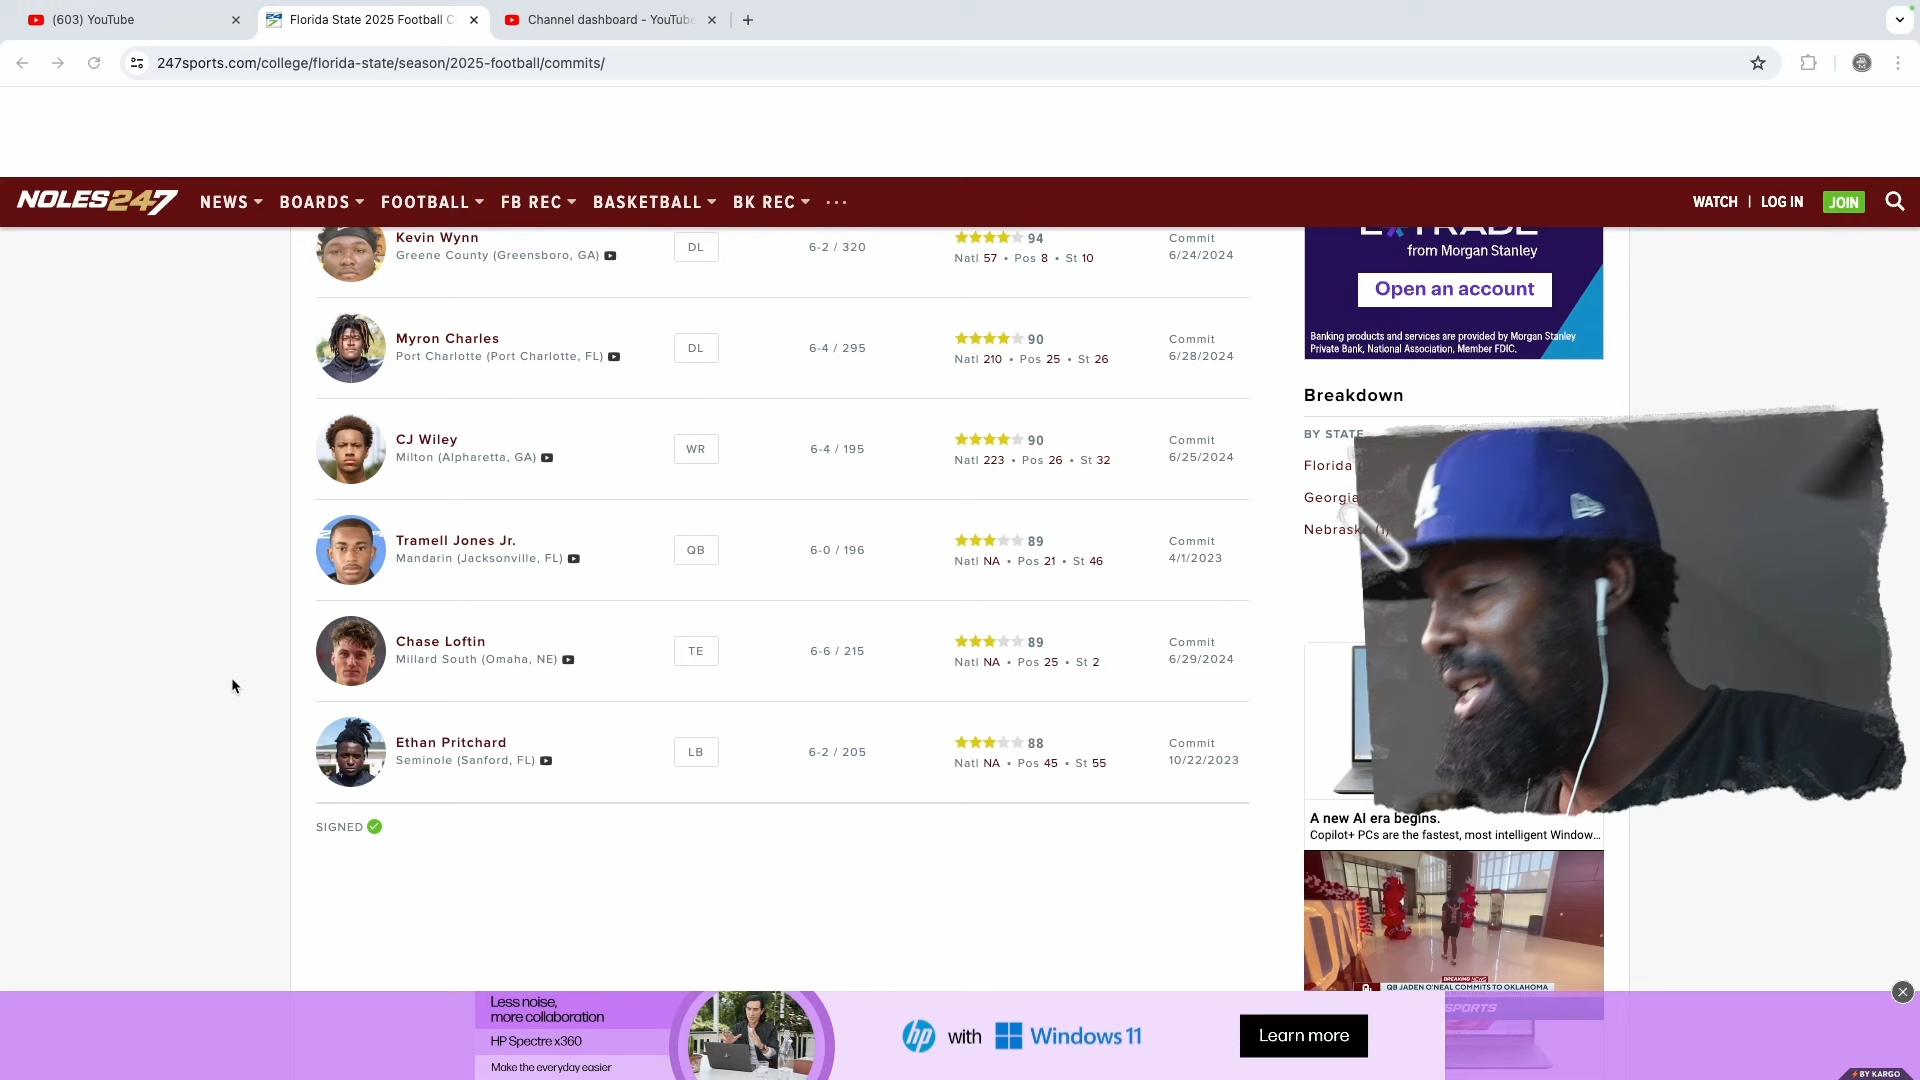 (603) YouTube
Florida State 2025 Football C
Channel dashboard - YouTube
247sports.com/college/florida-state/season/2025-football/commits/
NOLES247
NEWS
BOARDS
FOOTBALL
FB REC
BASKETBALL
BK REC
WATCH | LOG IN
JOIN
Kevin Wynn
Greene County (Greensboro, GA)
DL
6-2 / 320
94
Natl 57 • Pos 8 • St 10
Commit
6/24/2024
Myron Charles
Port Charlotte (Port Charlotte, FL)
DL
6-4 / 295
90
Natl 210 • Pos 25 • St 26
Commit
6/28/2024
CJ Wiley
Milton (Alpharetta, GA)
WR
6-4 / 195
90
Natl 223 • Pos 26 • St 32
Commit
6/25/2024
Tramell Jones Jr.
Mandarin (Jacksonville, FL)
QB
6-0 / 196
89
Natl NA • Pos 21 • St 46
Commit
4/1/2023
Chase Loftin
Millard South (Omaha, NE)
TE
6-6 / 215
89
Natl NA • Pos 25 • St 2
Commit
6/29/2024
Ethan Pritchard
Seminole (Sanford, FL)
LB
6-2 / 205
88
Natl NA • Pos 45 • St 55
Commit
10/22/2023
SIGNED
E*TRADE
from Morgan Stanley
Open an account
Banking products and services are provided by Morgan Stanley
Private Bank, National Association, Member FDIC.
Breakdown
BY STATE
Florida
Georgia
Nebraska (1)
A new AI era begins.
Copilot+ PCs are the fastest, most intelligent Window...
BREAKING NEWS
QB JADEN O'NEAL COMMITS TO OKLAHOMA
SPORTS
Less noise,
more collaboration
HP Spectre x360
Make the everyday easier
hp with Windows 11
Learn more
BY KARGO